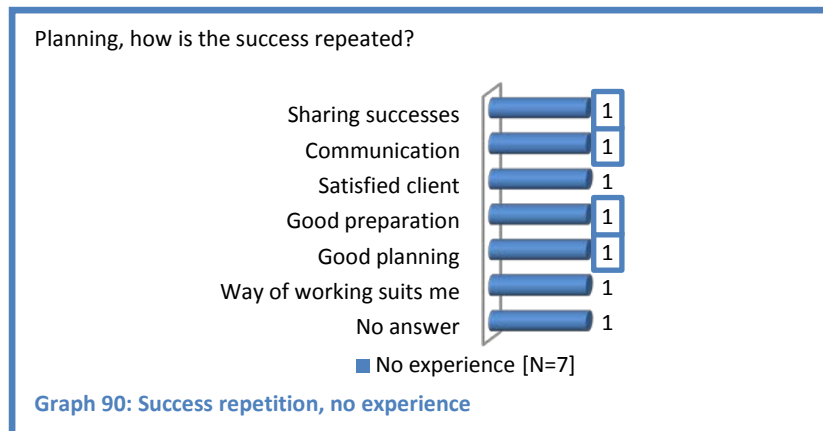 Planning, how is the success repeated?
Sharing successes 1
Communication 1
Satisfied client 1
Good preparation 1
Good planning 1
Way of working suits me 1
No answer 1
No experience [N=7]
Graph 90: Success repetition, no experience